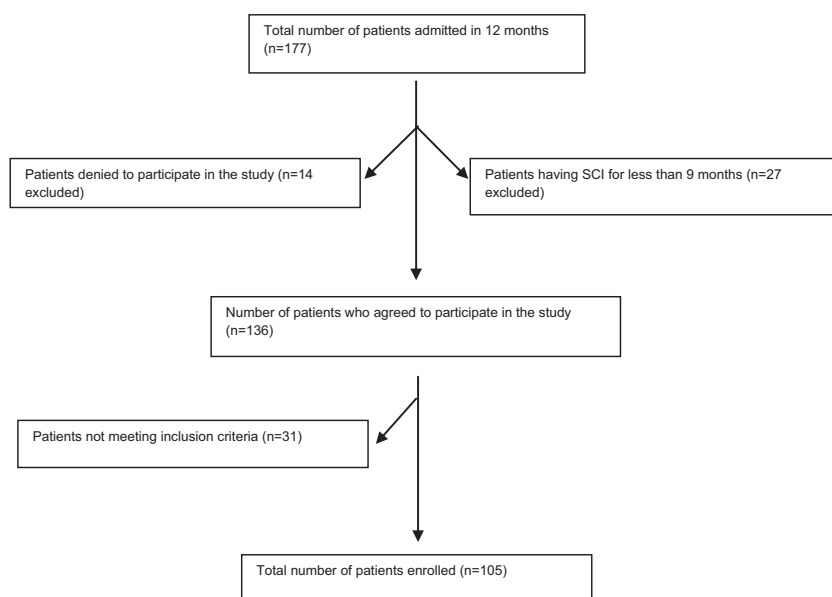 Total number of patients admitted in 12 months
(n=177)
Patients denied to participate in the study (n=14
excluded)
Patients having SCI for less than 9 months (n=27
excluded)
Number of patients who agreed to participate in the study
(n=136)
Patients not meeting inclusion criteria (n=31)
Total number of patients enrolled (n=105)